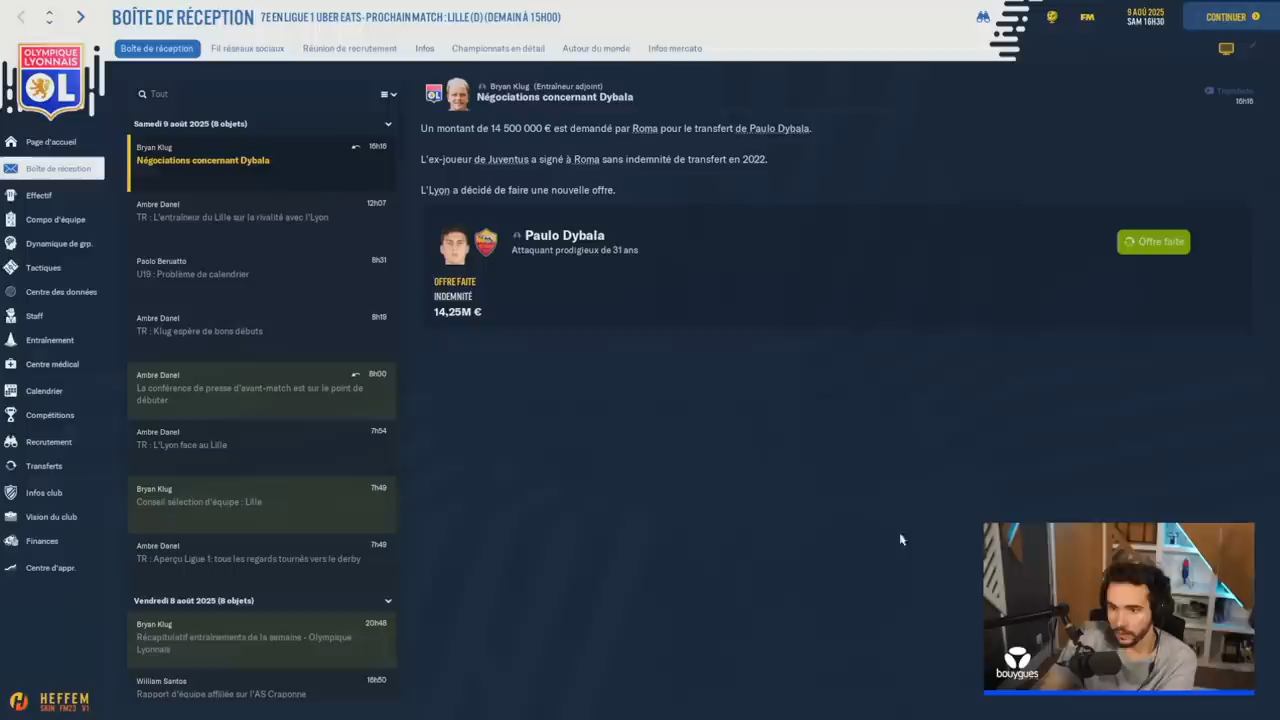 BOÎTE DE RÉCEPTION
7E EN LIGUE 1 UBER EATS - PROCHAIN MATCH : LILLE (D) (DEMAIN À 15H00)
FM
9 AOÛ 2025
SAM 16H30
CONTINUER
Boîte de réception
Fil réseaux sociaux
Réunion de recrutement
Infos
Championnats en détail
Autour du monde
Infos mercato
OLYMPIQUE
LYONNAIS
OL
Page d'accueil
Boîte de réception
Effectif
Compo d'équipe
Dynamique de grp.
Tactiques
Centre des données
Staff
Entraînement
Centre médical
Calendrier
Compétitions
Recrutement
Transferts
Infos club
Vision du club
Finances
Centre d'appr.
HEFFEM
SKIN FM23 V1
Tout
Samedi 9 août 2025 (8 objets)
Bryan Klug
16h16
Négociations concernant Dybala
Ambre Danel
12h07
TR : L'entraîneur du Lille sur la rivalité avec l'Lyon
Paolo Beruatto
8h31
U19 : Problème de calendrier
Ambre Danel
8h19
TR : Klug espère de bons débuts
Ambre Danel
8h00
La conférence de presse d'avant-match est sur le point de
débuter
Ambre Danel
7h54
TR : L'Lyon face au Lille
Bryan Klug
7h49
Conseil sélection d'équipe : Lille
Ambre Danel
7h49
TR : Aperçu Ligue 1: tous les regards tournés vers le derby
Vendredi 8 août 2025 (8 objets)
Bryan Klug
20h48
Récapitulatif entraînements de la semaine - Olympique
Lyonnais
William Santos
16h50
Rapport d'équipe affiliée sur l'AS Craponne
Bryan Klug (Entraîneur adjoint)
Négociations concernant Dybala
Transferts
16h16
Un montant de 14 500 000 € est demandé par Roma pour le transfert de Paulo Dybala.
L'ex-joueur de Juventus a signé à Roma sans indemnité de transfert en 2022.
L'Lyon a décidé de faire une nouvelle offre.
Paulo Dybala
Attaquant prodigieux de 31 ans
Offre faite
OFFRE FAITE
INDEMNITÉ
14,25M €
bouygues